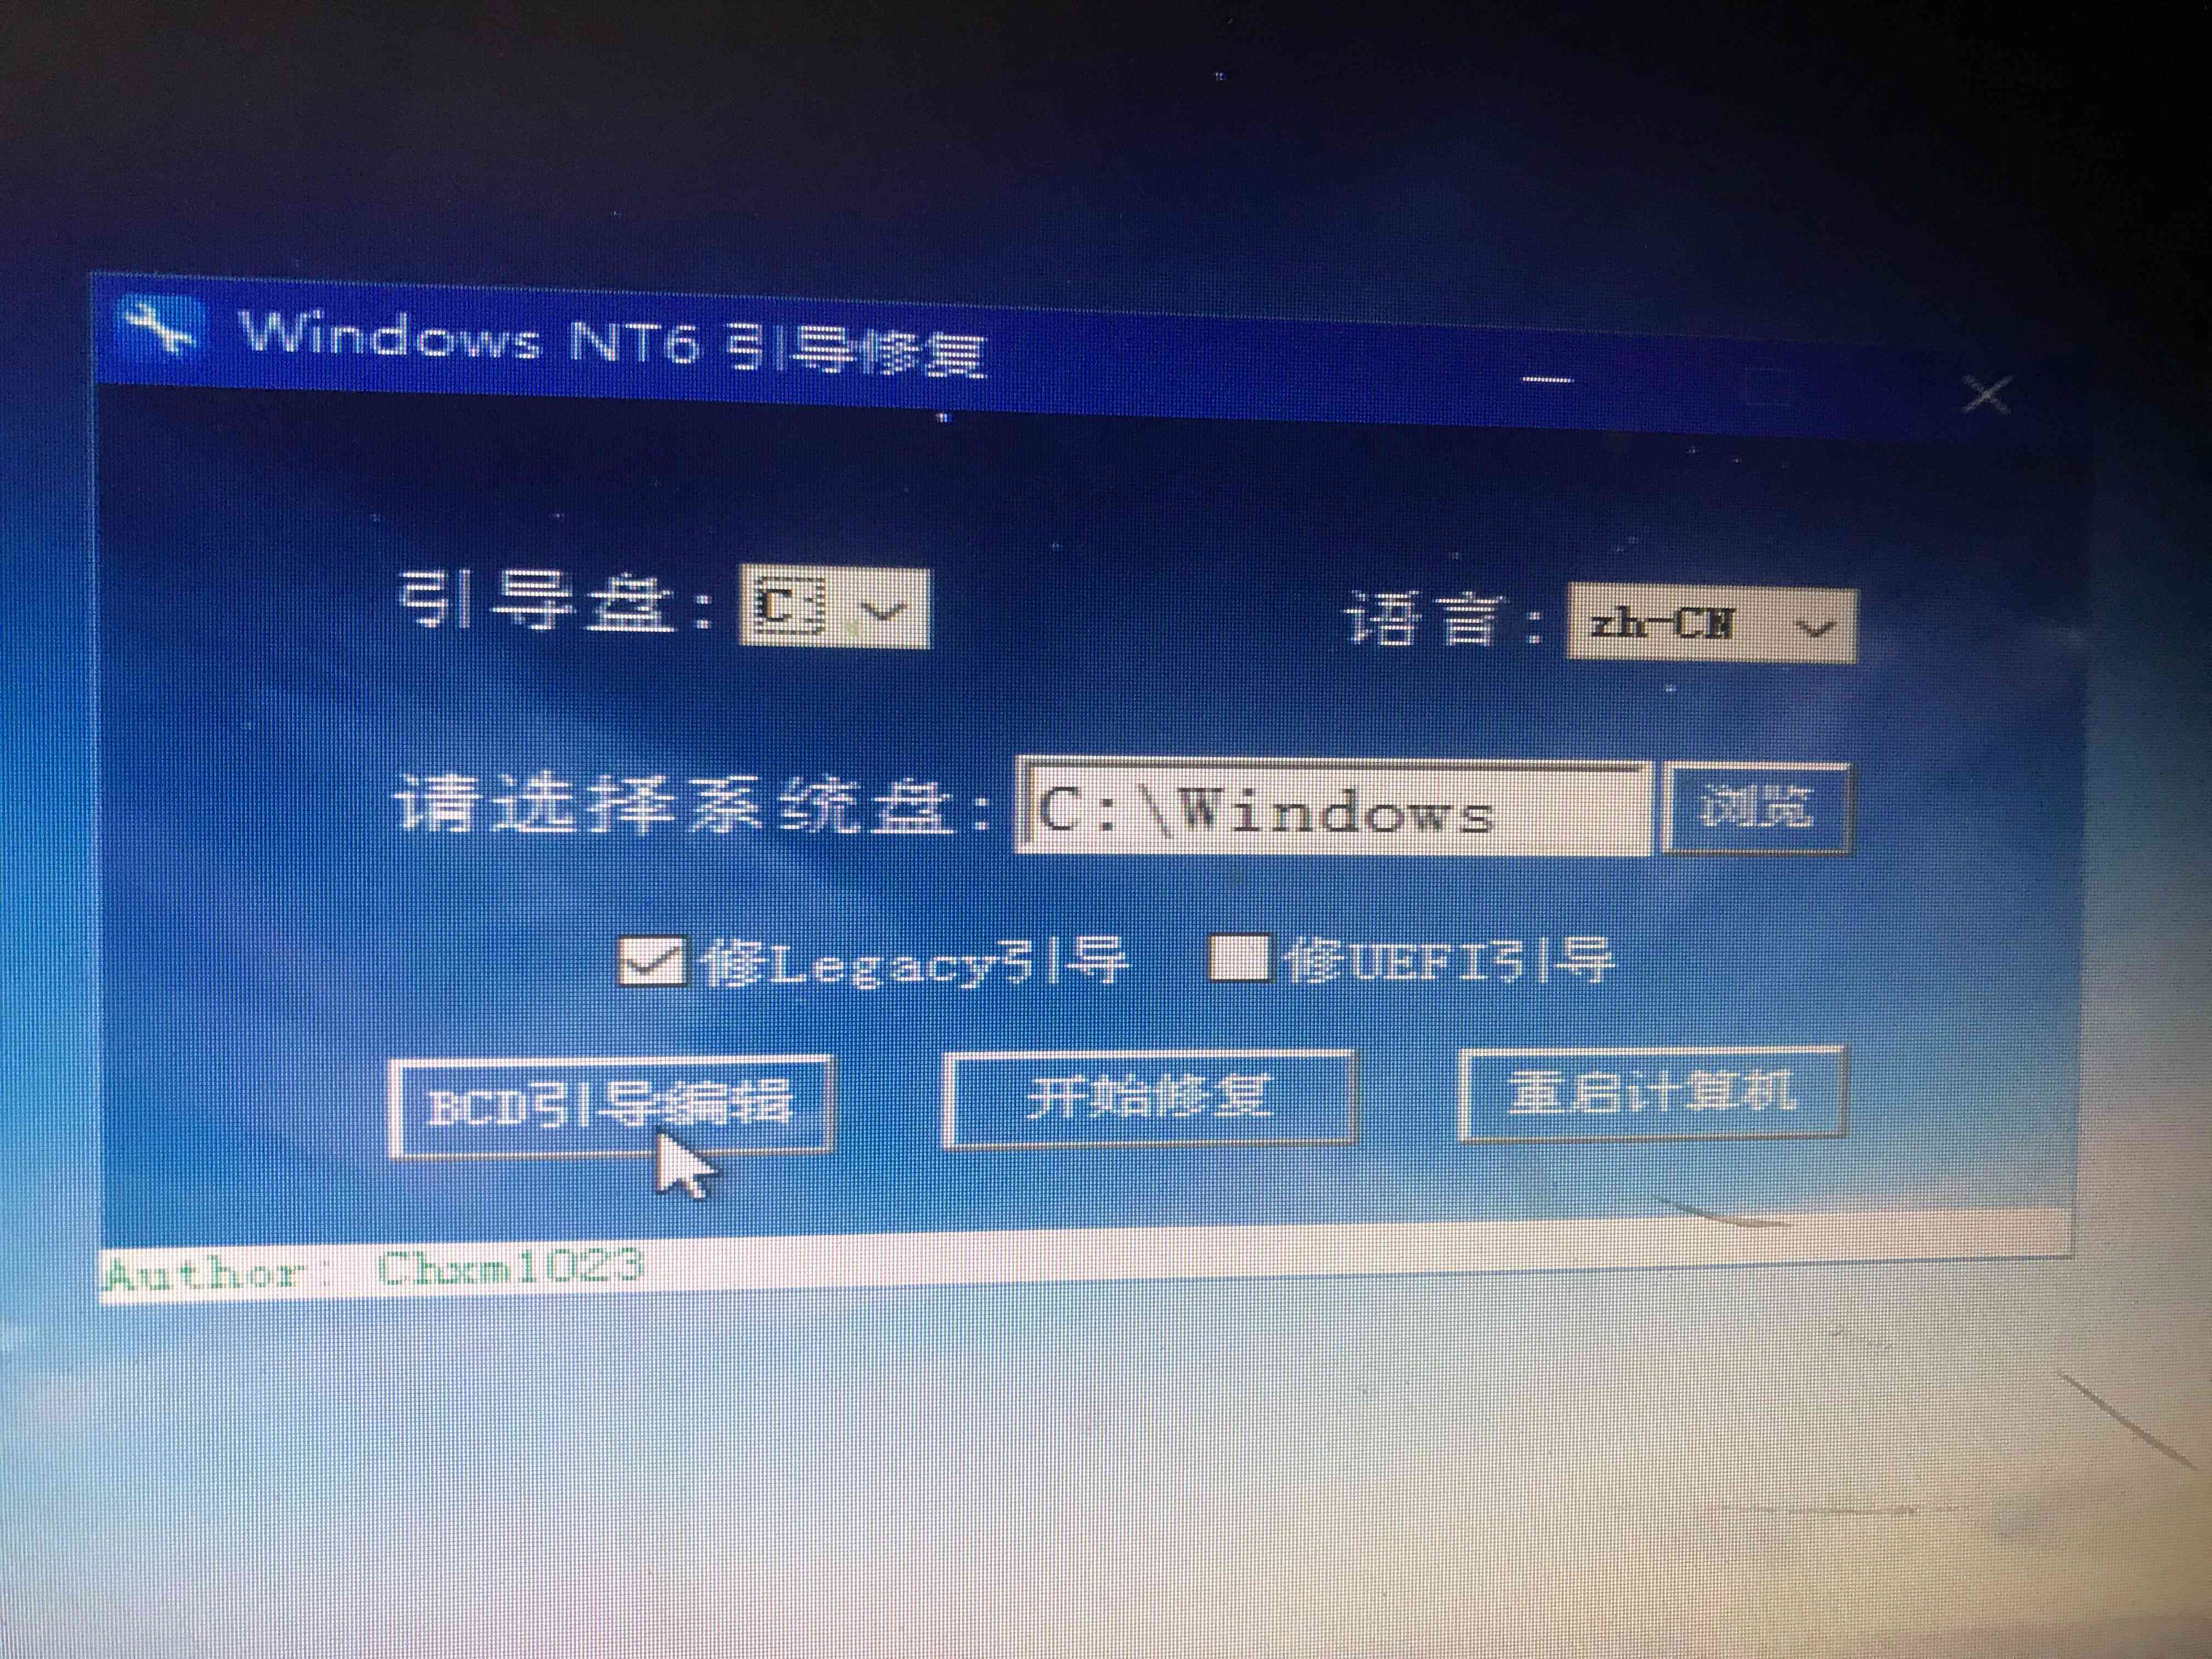 Windows NT6 引导修复
引导盘: C: 语言: zh-CN
请选择系统盘: C:\Windows 浏览
修Legacy引导 修UEFI引导
BCD引导编辑 开始修复 重启计算机
Author: Chxm1023